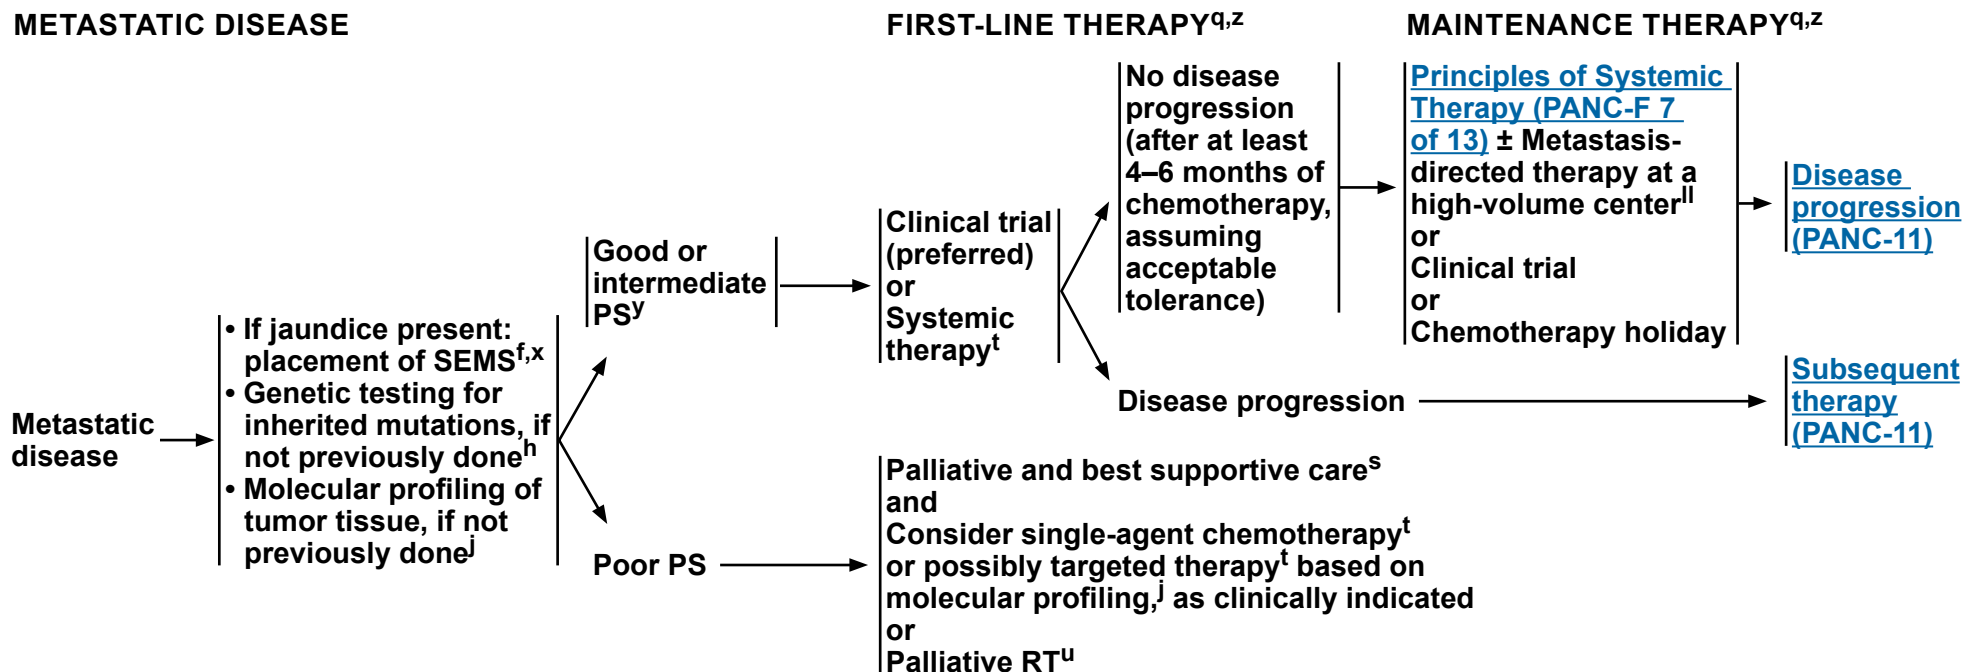 METASTATIC DISEASE
FIRST-LINE THERAPYq,z
MAINTENANCE THERAPYq,z
Metastatic
disease
• If jaundice present:
placement of SEMSf,x
• Genetic testing for
inherited mutations, if
not previously doneh
• Molecular profiling of
tumor tissue, if not
previously donej
Good or
intermediate
PSy
Clinical trial
(preferred)
or
Systemic
therapyt
No disease
progression
(after at least
4–6 months of
chemotherapy,
assuming
acceptable
tolerance)
Principles of Systemic
Therapy (PANC-F 7
of 13) ± Metastasis-
directed therapy at a
high-volume centerll
or
Clinical trial
or
Chemotherapy holiday
Disease
progression
(PANC-11)
Disease progression
Subsequent
therapy
(PANC-11)
Poor PS
Palliative and best supportive cares
and
Consider single-agent chemotherapyt
or possibly targeted therapyt based on
molecular profiling,j as clinically indicated
or
Palliative RTu